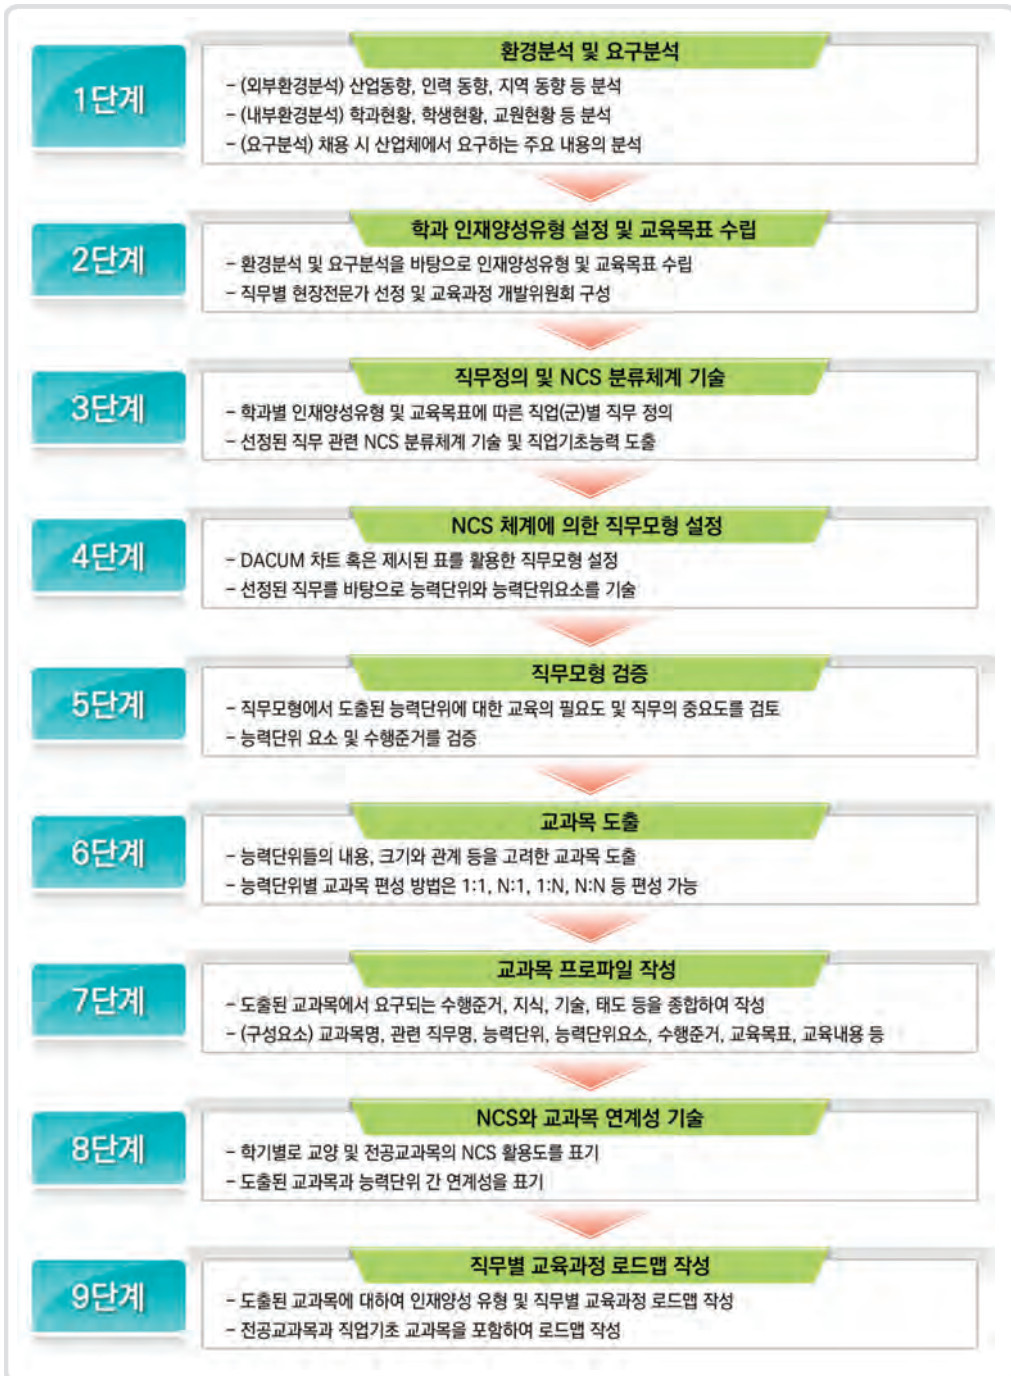 1단계
환경분석 및 요구분석
- (외부환경분석) 산업동향, 인력 동향, 지역 동향 등 분석
- (내부환경분석) 학과현황, 학생현황, 교원현황 등 분석
- (요구분석) 채용 시 산업체에서 요구하는 주요 내용의 분석
2단계
학과 인재양성유형 설정 및 교육목표 수립
- 환경분석 및 요구분석을 바탕으로 인재양성유형 및 교육목표 수립
- 직무별 현장전문가 선정 및 교육과정 개발위원회 구성
3단계
직무정의 및 NCS 분류체계 기술
- 학과별 인재양성유형 및 교육목표에 따른 직업(군)별 직무 정의
- 선정된 직무 관련 NCS 분류체계 기술 및 직업기초능력 도출
4단계
NCS 체계에 의한 직무모형 설정
- DACUM 차트 혹은 제시된 표를 활용한 직무모형 설정
- 선정된 직무를 바탕으로 능력단위와 능력단위요소를 기술
5단계
직무모형 검증
- 직무모형에서 도출된 능력단위에 대한 교육의 필요도 및 직무의 중요도를 검토
- 능력단위 요소 및 수행준거를 검증
6단계
교과목 도출
- 능력단위들의 내용, 크기와 관계 등을 고려한 교과목 도출
- 능력단위별 교과목 편성 방법은 1:1, N:1, 1:N, N:N 등 편성 가능
7단계
교과목 프로파일 작성
- 도출된 교과목에서 요구되는 수행준거, 지식, 기술, 태도 등을 종합하여 작성
- (구성요소) 교과목명, 관련 직무명, 능력단위, 능력단위요소, 수행준거, 교육목표, 교육내용 등
8단계
NCS와 교과목 연계성 기술
- 학기별로 교양 및 전공교과목의 NCS 활용도를 표기
- 도출된 교과목과 능력단위 간 연계성을 표기
9단계
직무별 교육과정 로드맵 작성
- 도출된 교과목에 대하여 인재양성 유형 및 직무별 교육과정 로드맵 작성
- 전공교과목과 직업기초 교과목을 포함하여 로드맵 작성